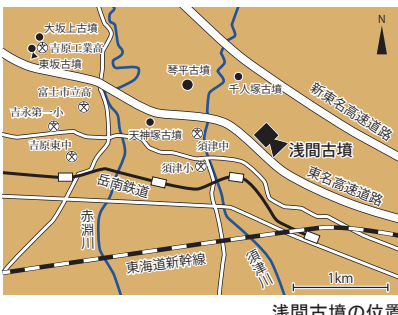 大坂上古墳
吉原工業高
東坂古墳
富士市立高
吉永第一小
吉原東中
琴平古墳
千人塚古墳
天神塚古墳
須津中
須津小
浅間古墳
新東名高速道路
東名高速道路
岳南鉄道
赤淵川
東海道新幹線
須津川
N
1km
浅間古墳の位置